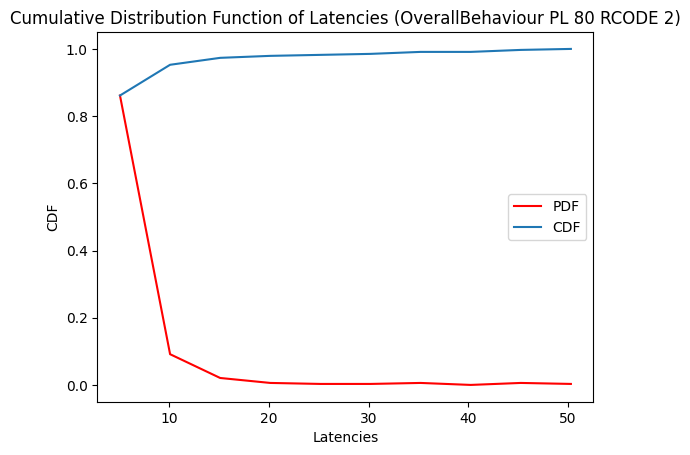 Cumulative Distribution Function of Latencies (OverallBehaviour PL 80 RCODE 2)
1.0
0.8
0.6
0.4
0.2
0.0
CDF
PDF
CDF
10 20 30 40 50
Latencies